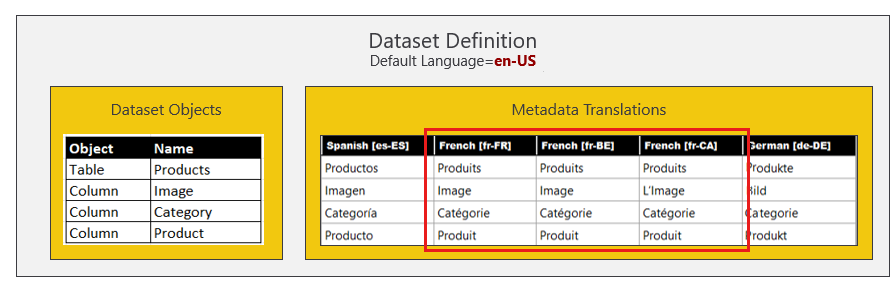 Dataset Definition
Default Language=en-US
Dataset Objects
Object Name
Table Products
Column Image
Column Category
Column Product
Metadata Translations
Spanish [es-ES] French [fr-FR] French [fr-BE] French [fr-CA] German [de-DE]
Productos Produits Produits Produits Produkte
Imagen Image Image L'Image Bild
Categoría Catégorie Catégorie Catégorie Categorie
Producto Produit Produit Produit Produkt